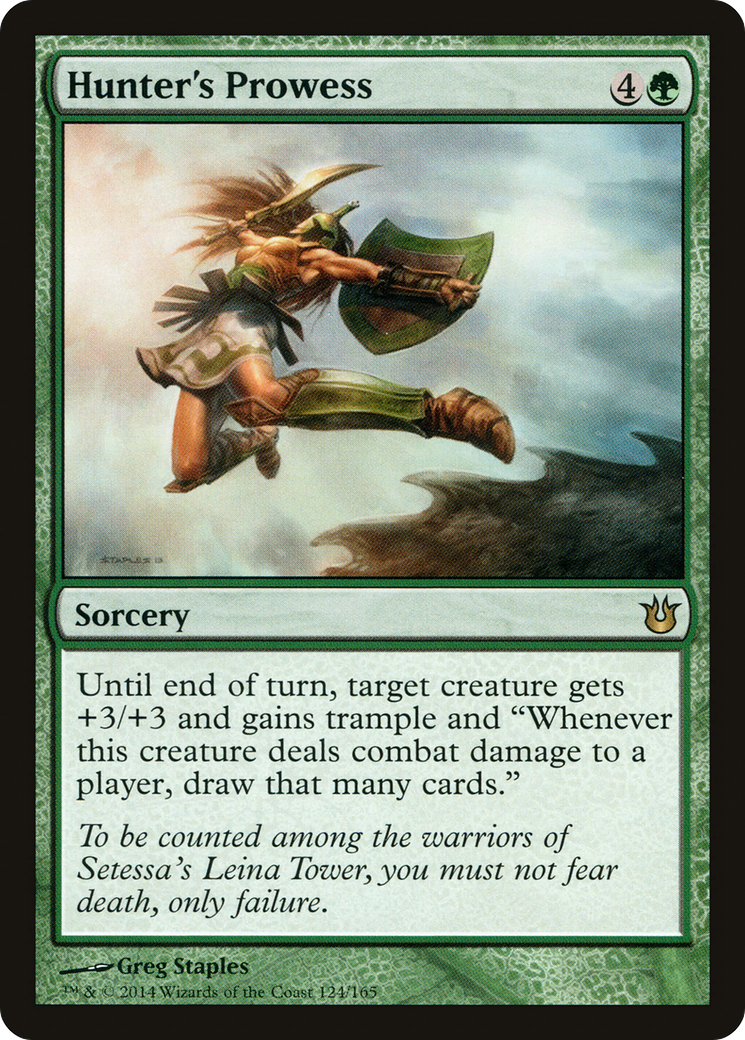 Hunter's Prowess 4
STAPLES 13
Sorcery
Until end of turn, target creature gets
+3/+3 and gains trample and “Whenever
this creature deals combat damage to a
player, draw that many cards.”
To be counted among the warriors of
Setessa's Leina Tower, you must not fear
death, only failure.
Greg Staples
™ & © 2014 Wizards of the Coast 124/165